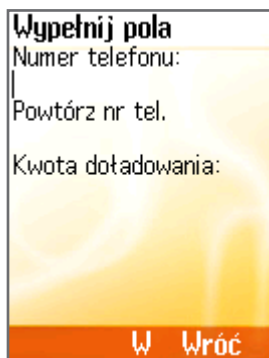 Wypełnij pola
Numer telefonu:
Powtórz nr tel.
Kwota doładowania:
W Wróć